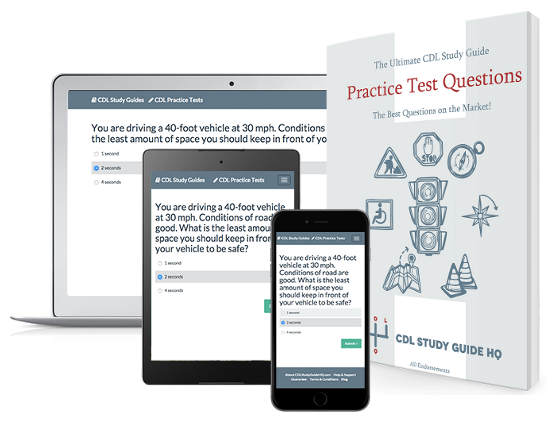 CDL Study Guides CDL Practice Tests
You are driving a 40-foot vehicle at 30 mph. Conditions
the least amount of space you should keep in front of yo
1 second
2 seconds
4 seconds
CDL Study Guides CDL Practice Tests
You are driving a 40-foot vehicle
at 30 mph. Conditions of road are
good. What is the least amount of
space you should keep in front of
your vehicle to be safe?
1 second
2 seconds
4 seconds
CDL Study Guides CDL Practice Tests
You are driving a 40-foot
vehicle at 30 mph.
Conditions of road are
good. What is the least
amount of space you
should keep in front of
your vehicle to be safe?
1 second
2 seconds
4 seconds
Submit
About CDLStudyGuideHQ.com Help & Support
Guarantee Terms & Conditions Blog
The Ultimate CDL Study Guide
Practice Test Questions
The Best Questions on the Market!
STOP
CDL STUDY GUIDE HQ
All Endorsements